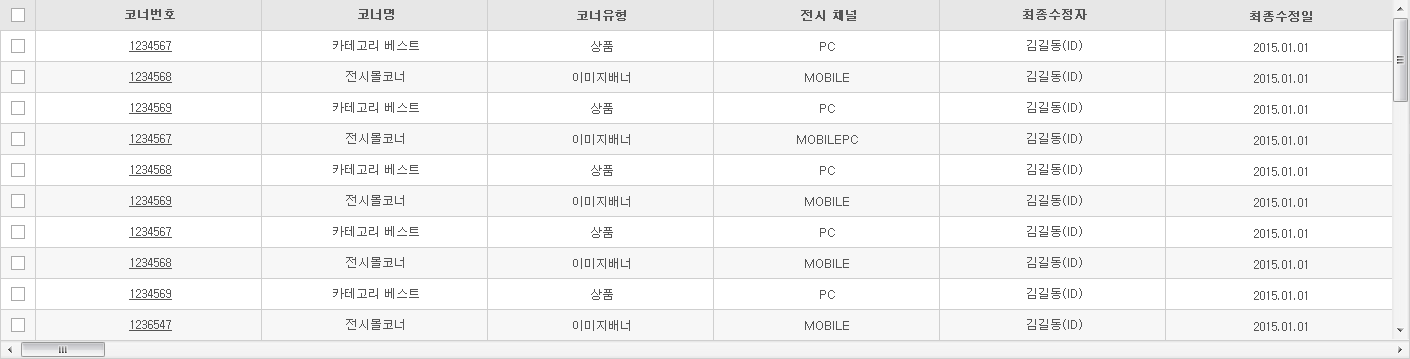 코너번호 코너명 코너유형 전시 채널 최종수정자 최종수정일
1234567 카테고리 베스트 상품 PC 김길동(ID) 2015.01.01
1234568 전시몰코너 이미지배너 MOBILE 김길동(ID) 2015.01.01
1234569 카테고리 베스트 상품 PC 김길동(ID) 2015.01.01
1234567 전시몰코너 이미지배너 MOBILEPC 김길동(ID) 2015.01.01
1234568 카테고리 베스트 상품 PC 김길동(ID) 2015.01.01
1234569 전시몰코너 이미지배너 MOBILE 김길동(ID) 2015.01.01
1234567 카테고리 베스트 상품 PC 김길동(ID) 2015.01.01
1234568 전시몰코너 이미지배너 MOBILE 김길동(ID) 2015.01.01
1234569 카테고리 베스트 상품 PC 김길동(ID) 2015.01.01
1236547 전시몰코너 이미지배너 MOBILE 김길동(ID) 2015.01.01